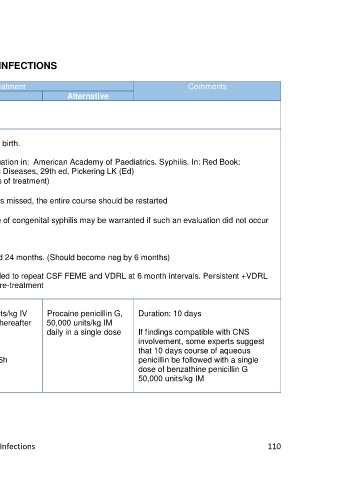 INFECTIONS
atment
Comments
Alternative
birth.
ation in: American Academy of Paediatrics. Syphilis. In: Red Book:
Diseases, 29th ed, Pickering LK (Ed)
s of treatment)
s missed, the entire course should be restarted
of congenital syphilis may be warranted if such an evaluation did not occur
d 24 months. (Should become neg by 6 months)
ded to repeat CSF FEME and VDRL at 6 month intervals. Persistent +VDRL
re-treatment
ts/kg IV
hereafter
6h
Procaine penicillin G,
50,000 units/kg IM
daily in a single dose
Duration: 10 days
If findings compatible with CNS
involvement, some experts suggest
that 10 days course of aqueous
penicillin be followed with a single
dose of benzathine penicillin G
50,000 units/kg IM
Infections
110